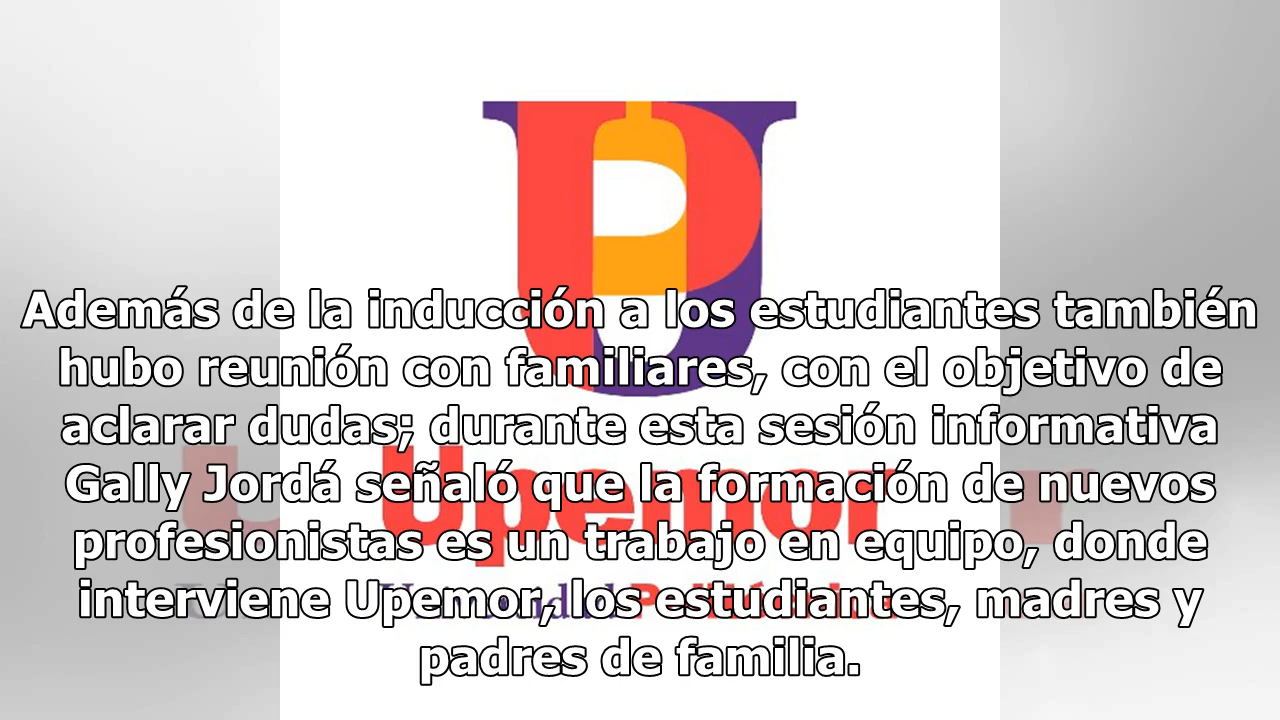 Además de la inducción a los estudiantes también
hubo reunión con familiares, con el objetivo de
aclarar dudas; durante esta sesión informativa
Gally Jordá señaló que la formación de nuevos
profesionistas es un trabajo en equipo, donde
interviene Upemor, los estudiantes, madres y
padres de familia.
Upemor